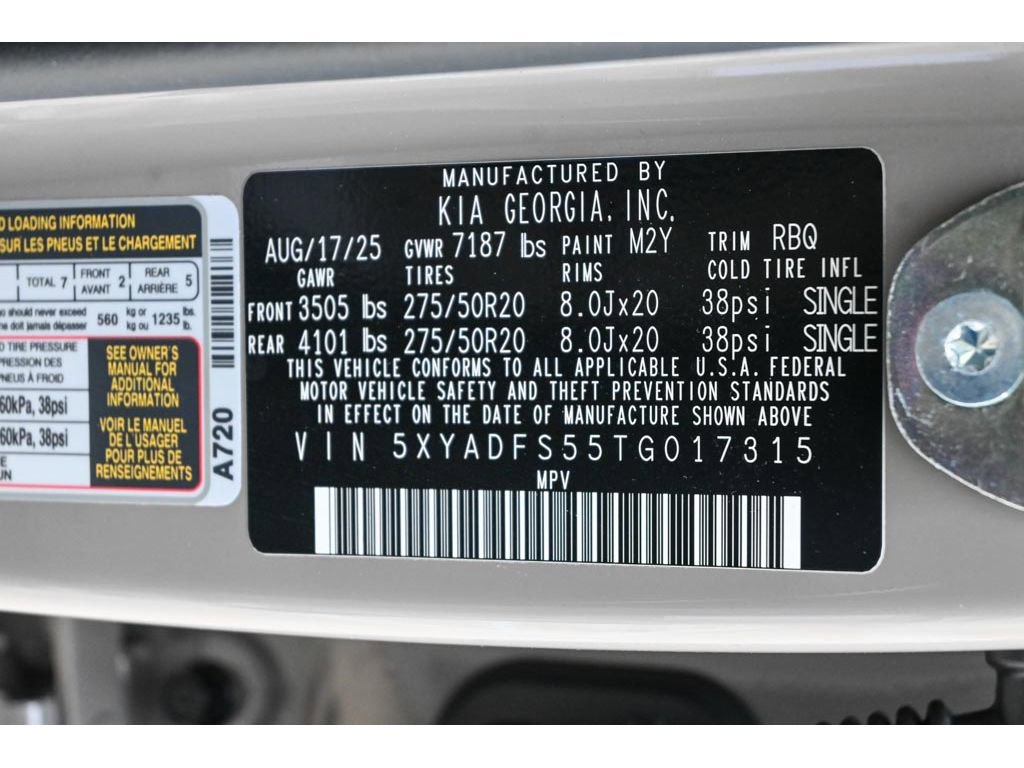 MANUFACTURED BY
KIA GEORGIA, INC.
AUG/17/25 GVWR 7187 lbs PAINT M2Y TRIM RBQ
GAWR TIRES RIMS COLD TIRE INFL
FRONT 3505 lbs 275/50R20 8.0Jx20 38psi SINGLE
REAR 4101 lbs 275/50R20 8.0Jx20 38psi SINGLE
THIS VEHICLE CONFORMS TO ALL APPLICABLE U.S.A. FEDERAL
MOTOR VEHICLE SAFETY AND THEFT PREVENTION STANDARDS
IN EFFECT ON THE DATE OF MANUFACTURE SHOWN ABOVE
VIN 5XYADFS55TG017315
MPV
LOADING INFORMATION
SUR LES PNEUS ET LE CHARGEMENT
TOTAL 7 FRONT 2 REAR 5
AVANT ARRIÈRE
should never exceed 560 kg or 1235 lbs.
doit jamais dépasser kg ou lb.
TIRE PRESSURE
PRESSION DES
PNEUS À FROID
60kPa, 38psi
60kPa, 38psi
SEE OWNER'S
MANUAL FOR
ADDITIONAL
INFORMATION
VOIR LE MANUEL
DE L'USAGER
POUR PLUS DE
RENSEIGNEMENTS
A720